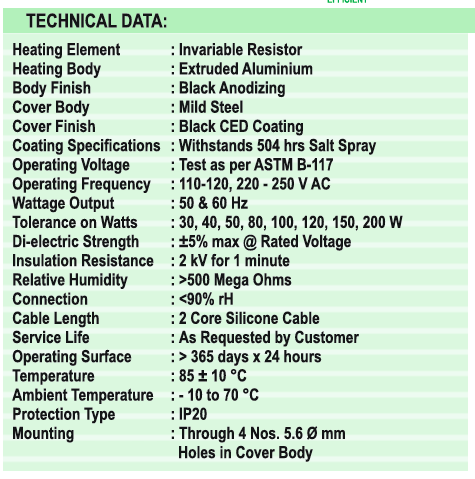 EFFICIENT
TECHNICAL DATA:
Heating Element : Invariable Resistor
Heating Body : Extruded Aluminium
Body Finish : Black Anodizing
Cover Body : Mild Steel
Cover Finish : Black CED Coating
Coating Specifications : Withstands 504 hrs Salt Spray
Operating Voltage : Test as per ASTM B-117
Operating Frequency : 110-120, 220 - 250 V AC
Wattage Output : 50 & 60 Hz
Tolerance on Watts : 30, 40, 50, 80, 100, 120, 150, 200 W
Di-electric Strength : ±5% max @ Rated Voltage
Insulation Resistance : 2 kV for 1 minute
Relative Humidity : >500 Mega Ohms
Connection : <90% rH
Cable Length : 2 Core Silicone Cable
Service Life : As Requested by Customer
Operating Surface : > 365 days x 24 hours
Temperature : 85 ± 10 °C
Ambient Temperature : - 10 to 70 °C
Protection Type : IP20
Mounting : Through 4 Nos. 5.6 Ø mm
Holes in Cover Body